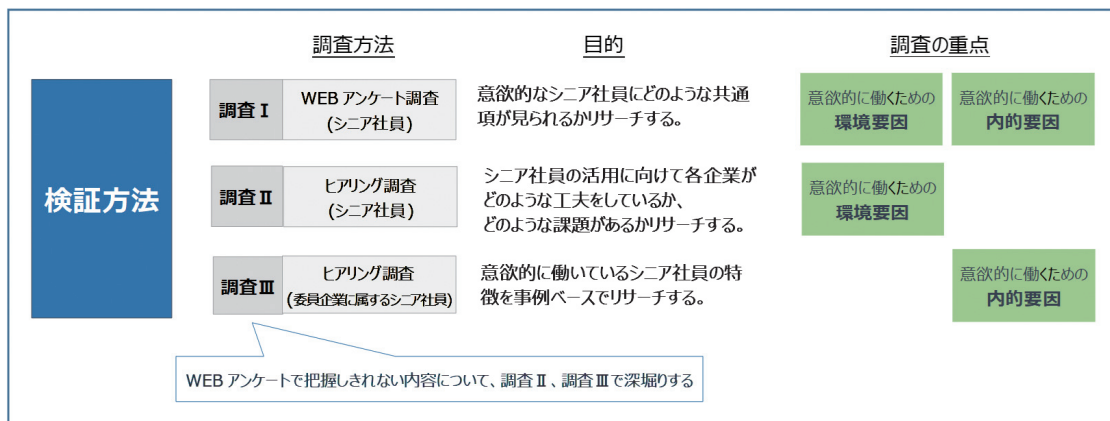 調査方法
目的
調査の重点
検証方法
調査Ⅰ
WEB アンケート調査
(シニア社員)
意欲的なシニア社員にどのような共通
項が見られるかリサーチする。
意欲的に働くための
環境要因
意欲的に働くための
内的要因
調査Ⅱ
ヒアリング調査
(シニア社員)
シニア社員の活用に向けて各企業が
どのような工夫をしているか、
どのような課題があるかリサーチする。
意欲的に働くための
環境要因
調査Ⅲ
ヒアリング調査
(委員企業に属するシニア社員)
意欲的に働いているシニア社員の特
徴を事例ベースでリサーチする。
意欲的に働くための
内的要因
WEB アンケートで把握しきれない内容について、調査Ⅱ、調査Ⅲで深堀りする